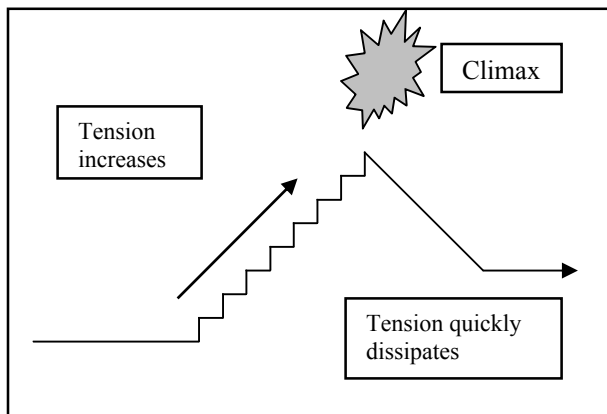 Climax
Tension
increases
Tension quickly
dissipates